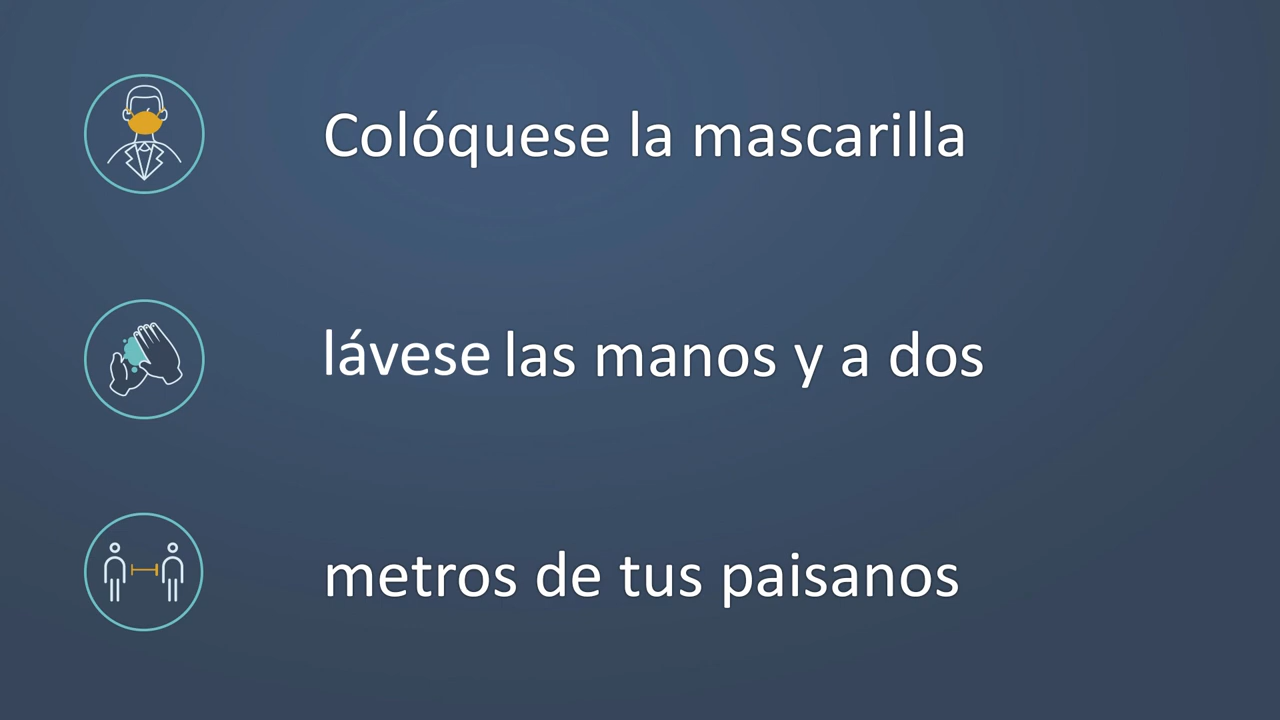 Colóquese la mascarilla
lávese las manos y a dos
metros de tus paisanos